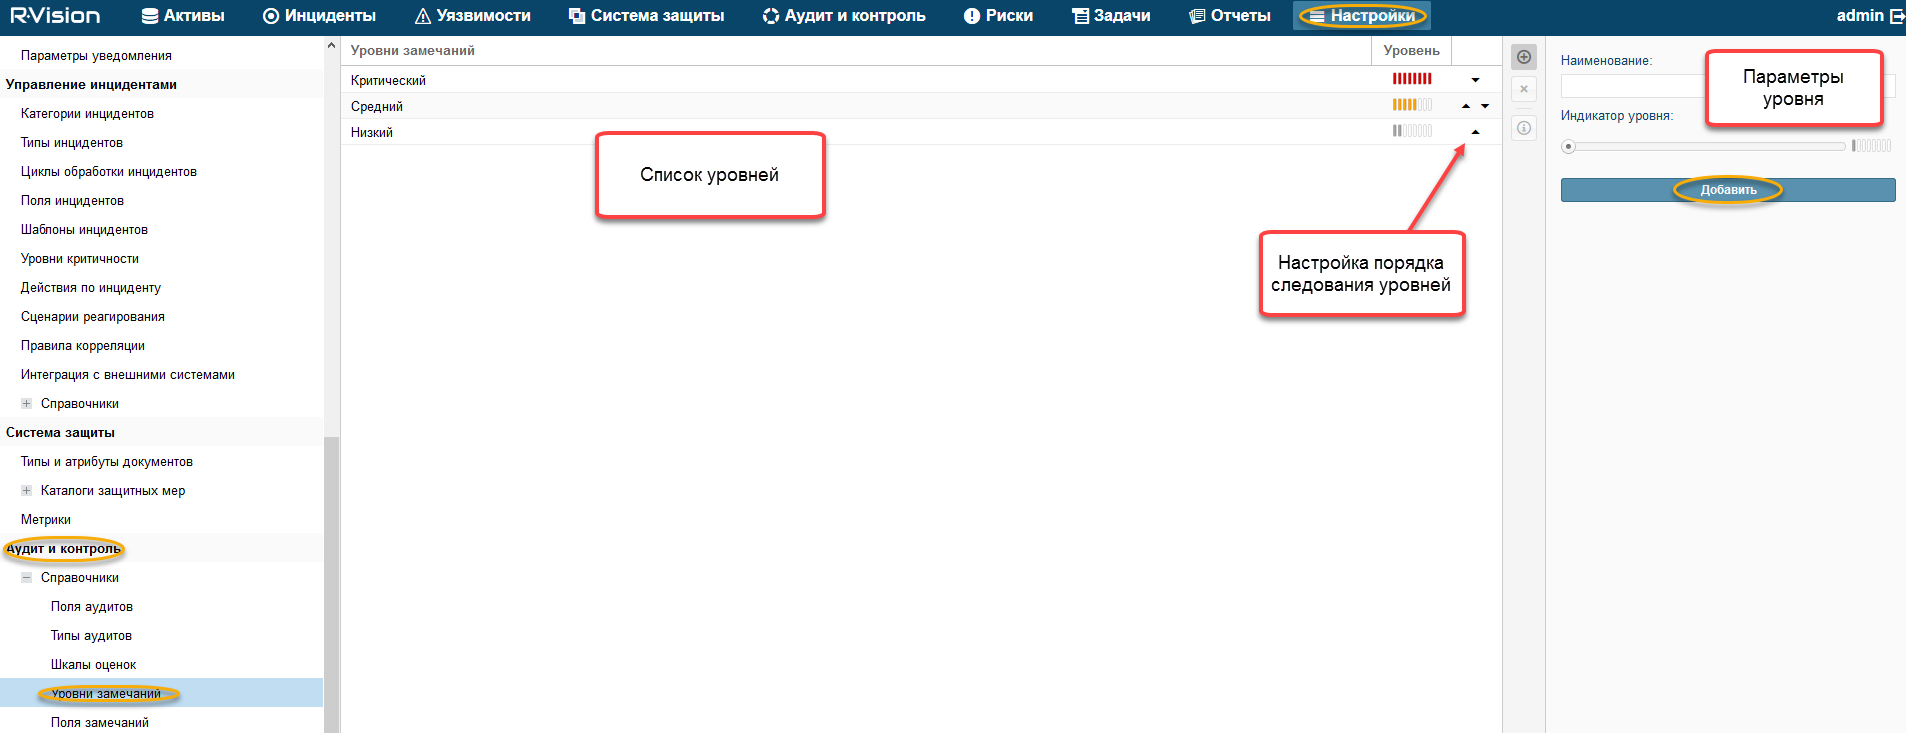 R-Vision
Активы
Инциденты
Уязвимости
Система защиты
Аудит и контроль
Риски
Задачи
Отчеты
Настройки
admin
Параметры уведомления
Управление инцидентами
Категории инцидентов
Типы инцидентов
Циклы обработки инцидентов
Поля инцидентов
Шаблоны инцидентов
Уровни критичности
Действия по инциденту
Сценарии реагирования
Правила корреляции
Интеграция с внешними системами
Справочники
Система защиты
Типы и атрибуты документов
Каталоги защитных мер
Метрики
Аудит и контроль
Справочники
Поля аудитов
Типы аудитов
Шкалы оценок
Уровни замечаний
Поля замечаний
Уровни замечаний
Уровень
Критический
Средний
Низкий
Список уровней
Настройка порядка
следования уровней
Наименование:
Параметры
уровня
Индикатор уровня:
Добавить